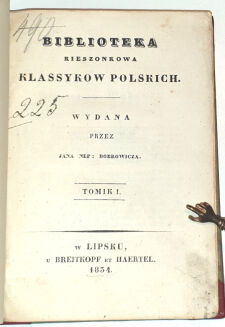 490
BIBLIOTEKA
KIESZONKOWA
KLASSYKOW POLSKICH.
225
WYDANA
PRZEZ
JANA NEP: BOBROWICZA.
TOMIK I.
W LIPSKU,
U BREITKOPF ET HAERTEL.
1834.